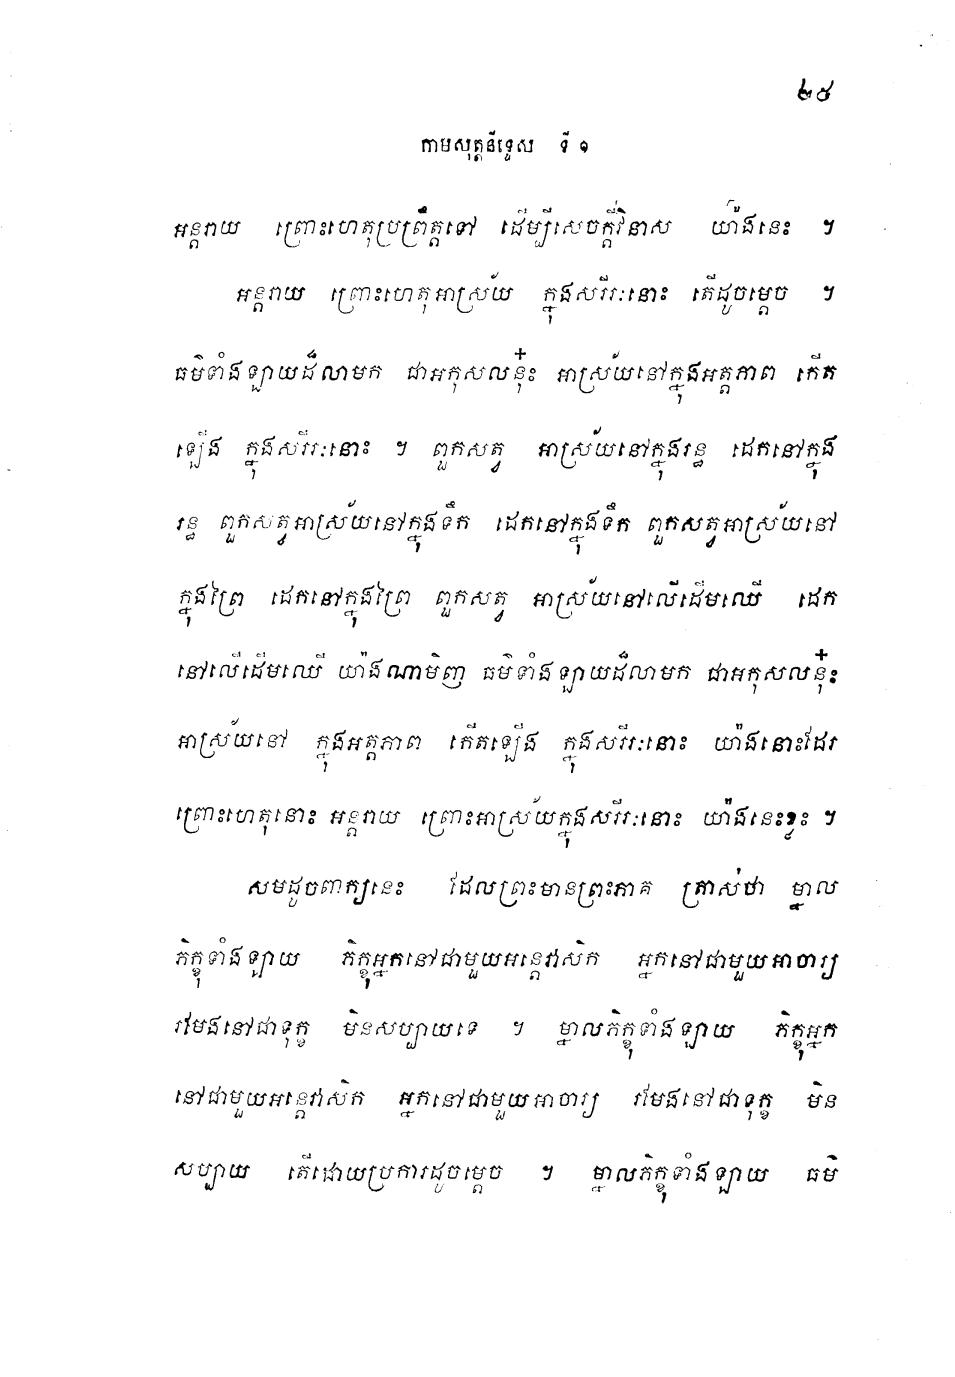 ២៥
កាមសុត្តនិទ្ទេស ទី ១
អន្តរាយ ព្រោះហេតុប្រព្រឹត្តទៅ ដើម្បីសេចក្តីវិនាស យ៉ាងនេះ ។
អន្តរាយ ព្រោះហេតុអាស្រ័យ ក្នុងសរីរៈនោះ តើដូចម្តេច ។
ធម៌ទាំងឡាយដ៏លាមក ជាអកុសលនុ៎ះ អាស្រ័យនៅក្នុងអត្តភាព កើត
ឡើង ក្នុងសរីរៈនោះ ។ ពួកសត្វ អាស្រ័យនៅក្នុងរន្ធ ដេកនៅក្នុង
រន្ធ ពួកសត្វអាស្រ័យនៅក្នុងទឹក ដេកនៅក្នុងទឹក ពួកសត្វអាស្រ័យនៅ
ក្នុងព្រៃ ដេកនៅក្នុងព្រៃ ពួកសត្វ អាស្រ័យនៅលើដើមឈើ ដេក
នៅលើដើមឈើ យ៉ាងណាមិញ ធម៌ទាំងឡាយដ៏លាមក ជាអកុសលនុ៎ះ
អាស្រ័យនៅ ក្នុងអត្តភាព កើតឡើង ក្នុងសរីរៈនោះ យ៉ាងនោះដែរ
ព្រោះហេតុនោះ អន្តរាយ ព្រោះអាស្រ័យក្នុងសរីរៈនោះ យ៉ាងនេះខ្លះ ។
សមដូចពាក្យនេះ ដែលព្រះមានព្រះភាគ ត្រាស់ថា ម្នាល
ភិក្ខុទាំងឡាយ ភិក្ខុអ្នកនៅជាមួយអន្តេវាសិក អ្នកនៅជាមួយអាចារ្យ
រមែងនៅជាទុក្ខ មិនសប្បាយទេ ។ ម្នាលភិក្ខុទាំងឡាយ ភិក្ខុអ្នក
នៅជាមួយអន្តេវាសិក អ្នកនៅជាមួយអាចារ្យ រមែងនៅជាទុក្ខ មិន
សប្បាយ តើដោយប្រការដូចម្តេច ។ ម្នាលភិក្ខុទាំងឡាយ ធម៌